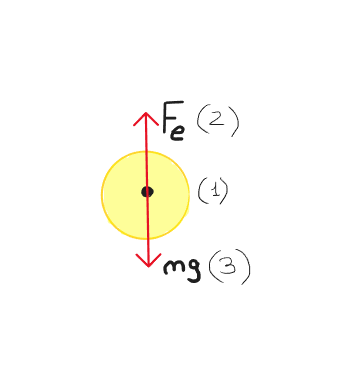 Fe (2)
(1)
mg (3)